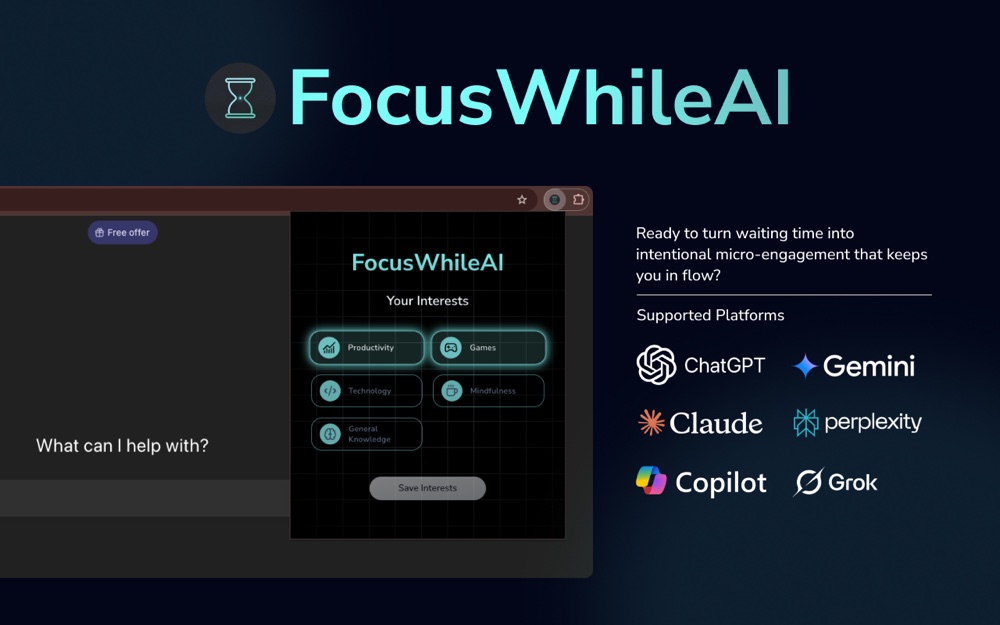 FocusWhileAI
Free offer
What can I help with?
FocusWhileAI
Your Interests
Productivity
Games
Technology
Mindfulness
General
Knowledge
Save Interests
Ready to turn waiting time into
intentional micro-engagement that keeps
you in flow?
Supported Platforms
ChatGPT
Gemini
Claude
perplexity
Copilot
Grok